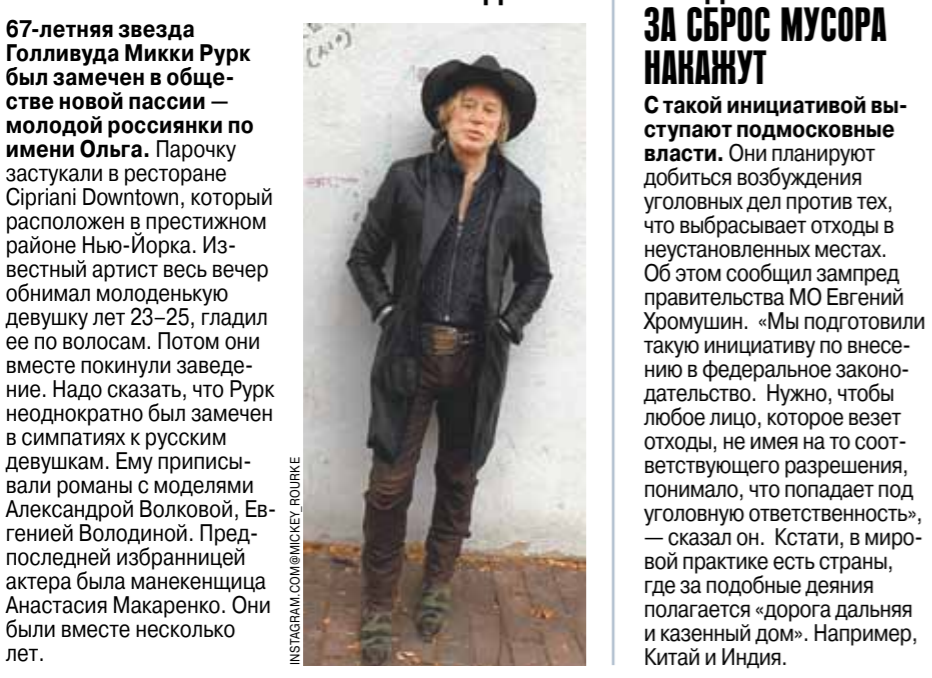 67-летняя звезда
Голливуда Микки Рурк
был замечен в обще-
стве новой пассии —
молодой россиянки по
имени Ольга. Парочку
застукали в ресторане
Cipriani Downtown, который
расположен в престижном
районе Нью-Йорка. Из-
вестный артист весь вечер
обнимал молоденькую
девушку лет 23–25, гладил
ее по волосам. Потом они
вместе покинули заведе-
ние. Надо сказать, что Рурк
неоднократно был замечен
в симпатиях к русским
девушкам. Ему приписы-
вали романы с моделями
Александрой Волковой, Ев-
генией Володиной. Пред-
последней избранницей
актера была манекенщица
Анастасия Макаренко. Они
были вместе несколько
лет.
INSTAGRAM.COM@MICKEY_ROURKE
ЗА СБРОС МУСОРА
НАКАЖУТ
С такой инициативой вы-
ступают подмосковные
власти. Они планируют
добиться возбуждения
уголовных дел против тех,
что выбрасывает отходы в
неустановленных местах.
Об этом сообщил зампред
правительства МО Евгений
Хромушин. «Мы подготовили
такую инициативу по внесе-
нию в федеральное законо-
дательство. Нужно, чтобы
любое лицо, которое везет
отходы, не имея на то соот-
ветствующего разрешения,
понимало, что попадает под
уголовную ответственность»,
— сказал он. Кстати, в миро-
вой практике есть страны,
где за подобные деяния
полагается «дорога дальняя
и казенный дом». Например,
Китай и Индия.